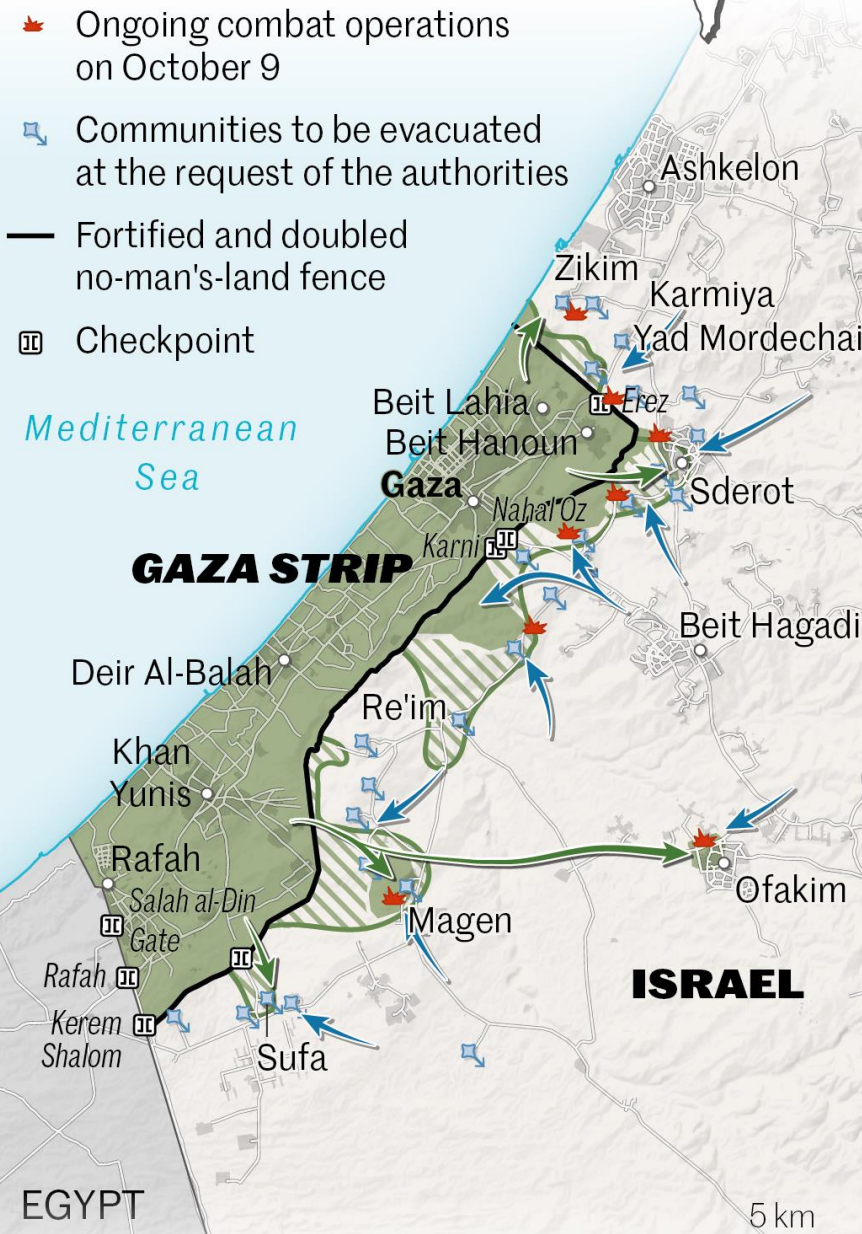 Ongoing combat operations
on October 9
Communities to be evacuated
at the request of the authorities
Fortified and doubled
no-man's-land fence
Checkpoint
Mediterranean
Sea
Ashkelon
Zikim
Karmiya
Yad Mordechai
Beit Lahia
Erez
Beit Hanoun
Gaza
Sderot
Nahal Oz
Karni
GAZA STRIP
Beit Hagadi
Deir Al-Balah
Re'im
Khan
Yunis
Rafah
Salah al-Din
Gate
Ofakim
Magen
Rafah
ISRAEL
Kerem
Shalom
Sufa
EGYPT
5 km